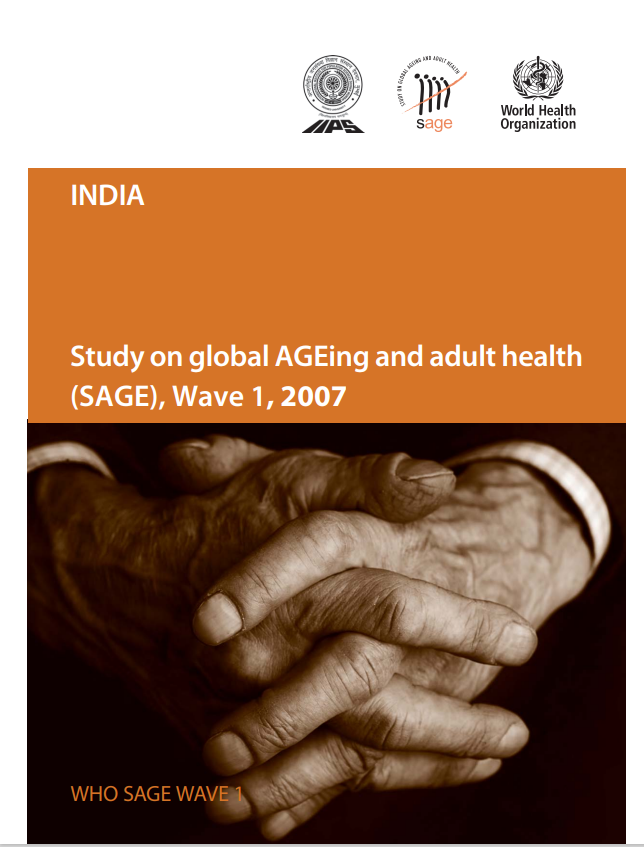 IIPS
STUDY ON GLOBAL AGEING AND ADULT HEALTH
sage
World Health
Organization
INDIA
Study on global AGEing and adult health
(SAGE), Wave 1, 2007
WHO SAGE WAVE 1